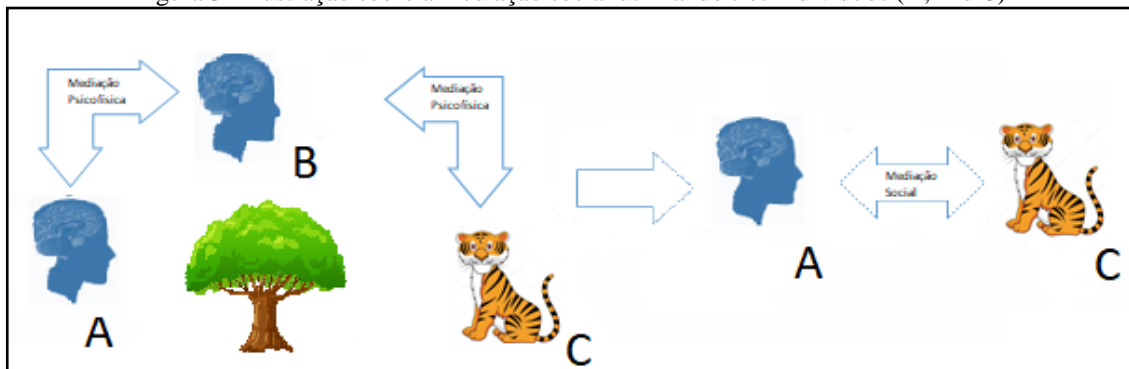 Mediação
Psicofísica
B
A
Mediação
Psicofísica
C
A
Mediação
Social
C